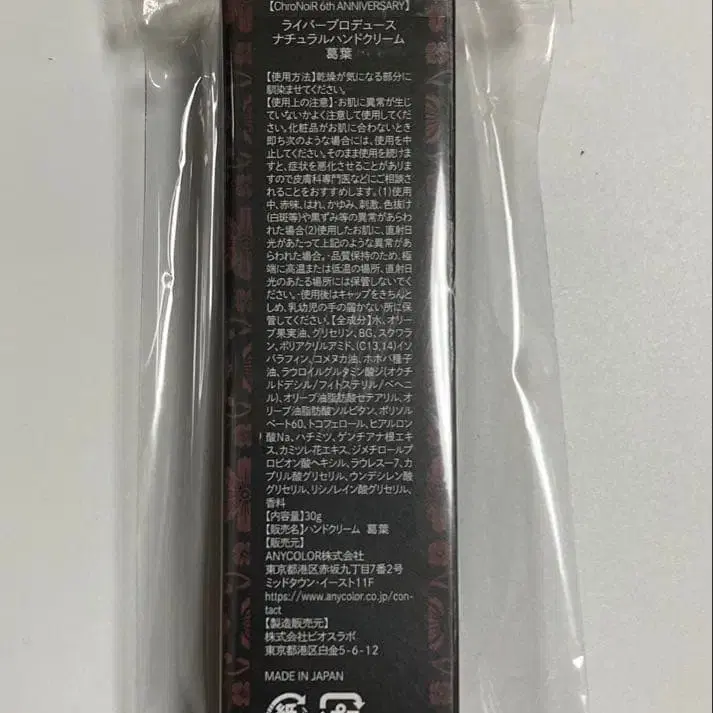 【ChroNoiR 6th ANNIVERSARY】
ライバープロデュース
ナチュラルハンドクリーム
葛葉
【使用方法】乾燥が気になる部分に
馴染ませてください。
【使用上の注意】・お肌に異常が生じ
ていないかよく注意して使用してくだ
さい。化粧品がお肌に合わないとき
即ち次のような場合には、使用を中
止してください。そのまま使用を続けま
すと、症状を悪化させることがありま
すので皮膚科専門医などにご相談さ
れることをおすすめします。(1)使用
中、赤味、はれ、かゆみ、刺激、色抜け
(白斑等)や黒ずみ等の異常があらわ
れた場合(2)使用したお肌に、直射日
光があたって上記のような異常があ
らわれた場合。・品質保持のため、極
端に高温または低温の場所、直射日
光のあたる場所には保管しないでく
ださい。・使用後はキャップをきちんと
しめ、乳幼児の手の届かない所に保
管してください。【全成分】水、オリー
ブ果実油、グリセリン、BG、スクワラ
ン、ポリアクリルアミド、(C13,14)イソ
パラフィン、コメヌカ油、ホホバ種子
油、ラウロイルグルタミン酸ジ(オクチ
ルドデシル/フィトステリル/ベヘニ
ル)、オリーブ油脂肪酸セテアリル、オ
リーブ油脂肪酸ソルビタン、ポリソル
ベート60、トコフェロール、ヒアルロン
酸Na、ハチミツ、ゲンチアナ根エキ
ス、カミツレ花エキス、ジメチロールプ
ロピオン酸ヘキシル、ラウレス-7、カ
プリル酸グリセリル、ウンデシレン酸
グリセリル、リシノレイン酸グリセリル、
香料
【内容量】30g
【販売名】ハンドクリーム 葛葉
【販売元】
ANYCOLOR株式会社
東京都港区赤坂九丁目7番2号
ミッドタウン・イースト11F
https://www.anycolor.co.jp/con-
tact
【製造販売元】
株式会社ビオスラボ
東京都港区白金5-6-12
MADE IN JAPAN